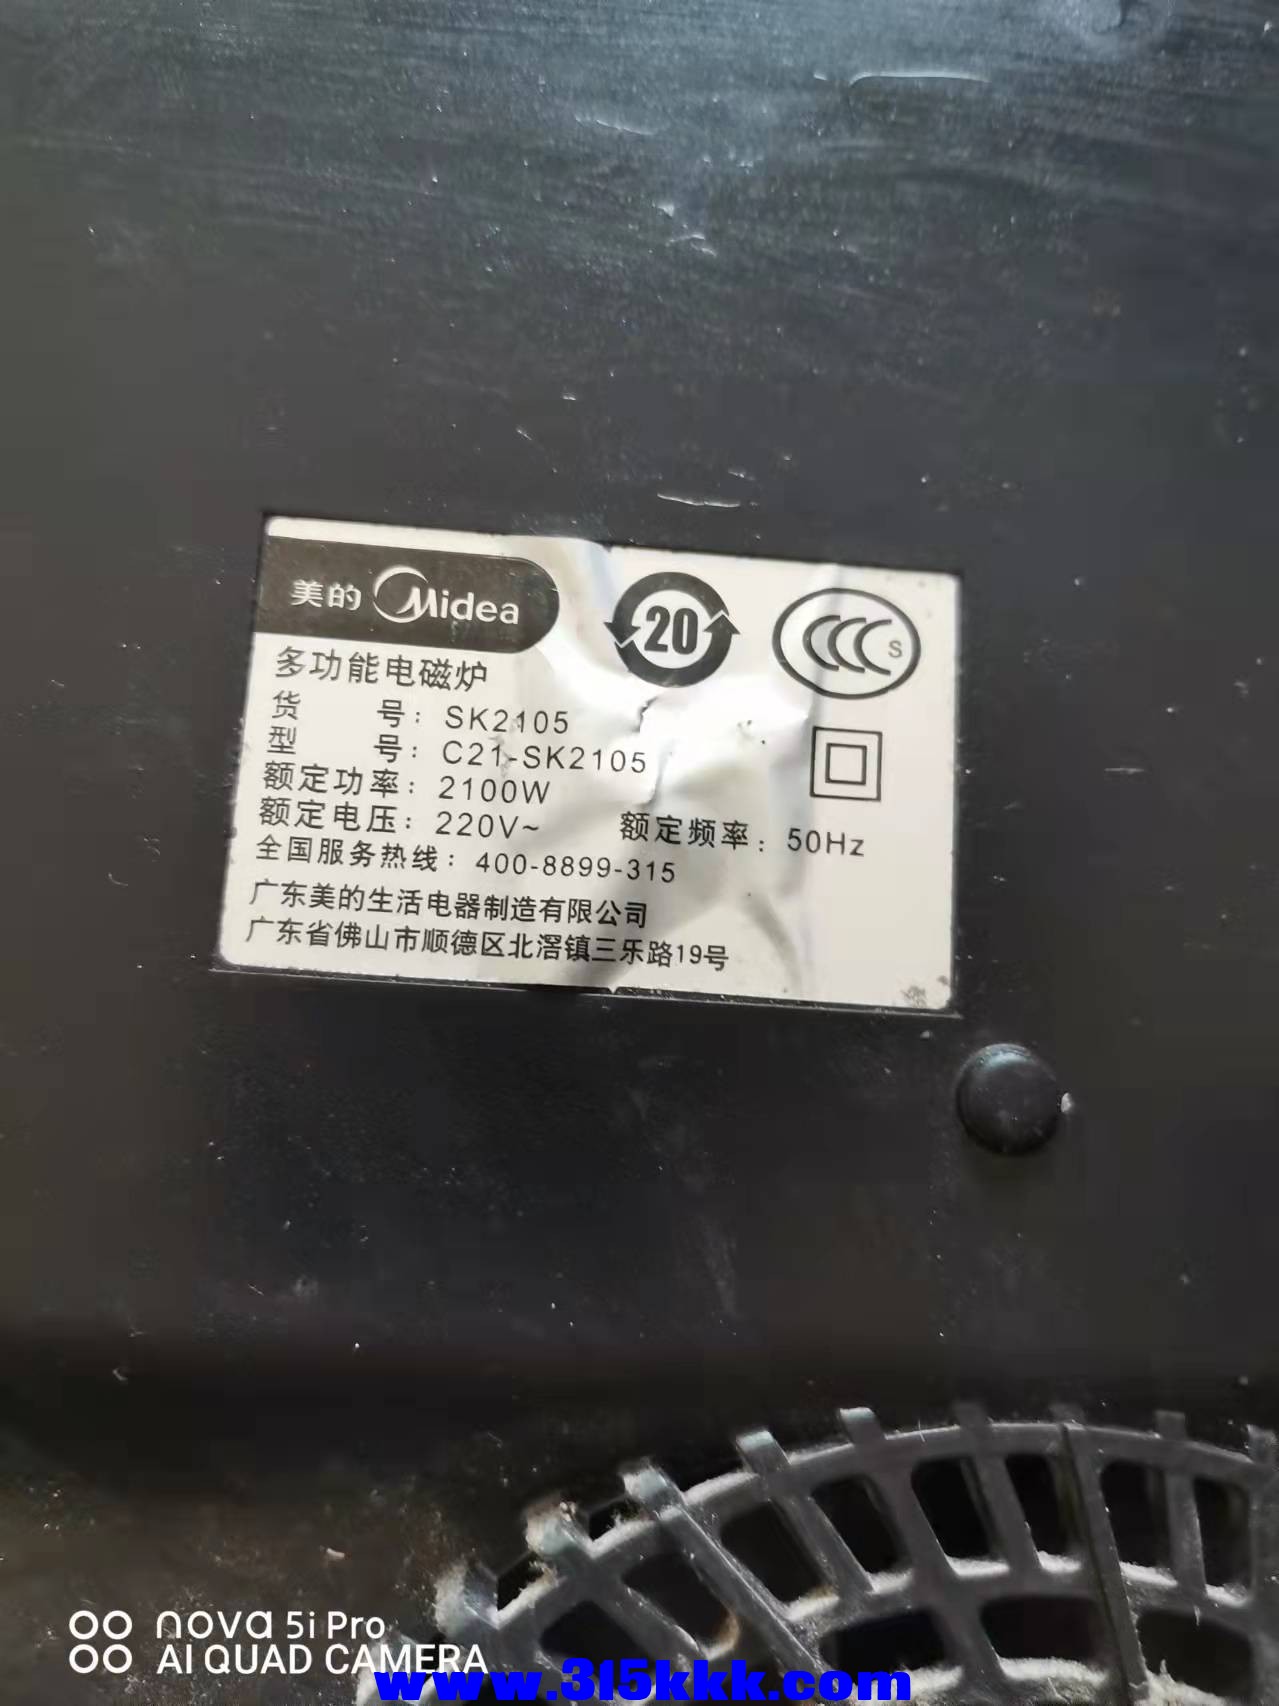 美的 Midea
20
CCC S
多功能电磁炉
货 号: SK2105
型 号: C21-SK2105
额定功率: 2100W
额定电压: 220V~ 额定频率: 50Hz
全国服务热线: 400-8899-315
广东美的生活电器制造有限公司
广东省佛山市顺德区北滘镇三乐路19号
nova 5i Pro
AI QUAD CAMERA
www.315kkk.com